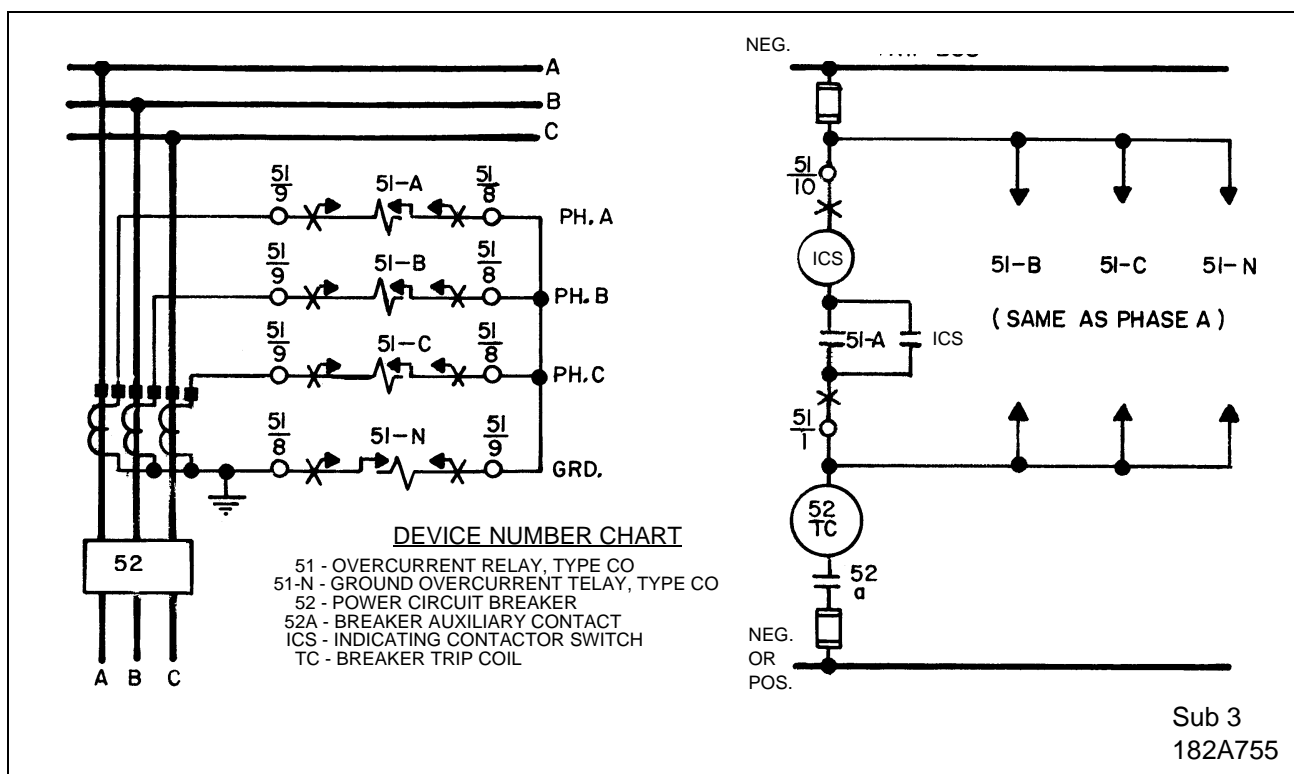 A
B
C
51
9
51-A
51
8
PH. A
51
9
51-B
51
8
PH. B
51
9
51-C
51
8
PH. C
51
8
51-N
51
9
GRD.
52
A B C
DEVICE NUMBER CHART
51 - OVERCURRENT RELAY, TYPE CO
51-N - GROUND OVERCURRENT TELAY, TYPE CO
52 - POWER CIRCUIT BREAKER
52A - BREAKER AUXILIARY CONTACT
ICS - INDICATING CONTACTOR SWITCH
TC - BREAKER TRIP COIL
NEG.
51
10
ICS
51-A
ICS
51
1
52
TC
52
a
NEG.
OR
POS.
51-B 51-C 51-N
( SAME AS PHASE A )
Sub 3
182A755